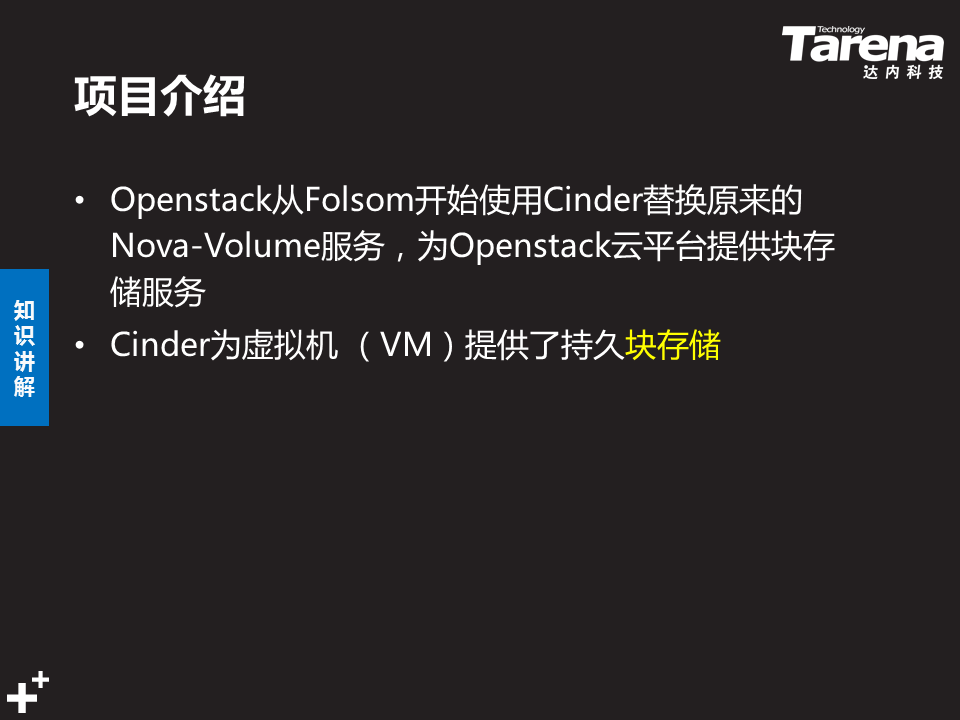 Technology
Tarena
达内科技
项目介绍
• Openstack从Folsom开始使用Cinder替换原来的
Nova-Volume服务，为Openstack云平台提供块存
储服务
• Cinder为虚拟机 （VM）提供了持久块存储
知
识
讲
解